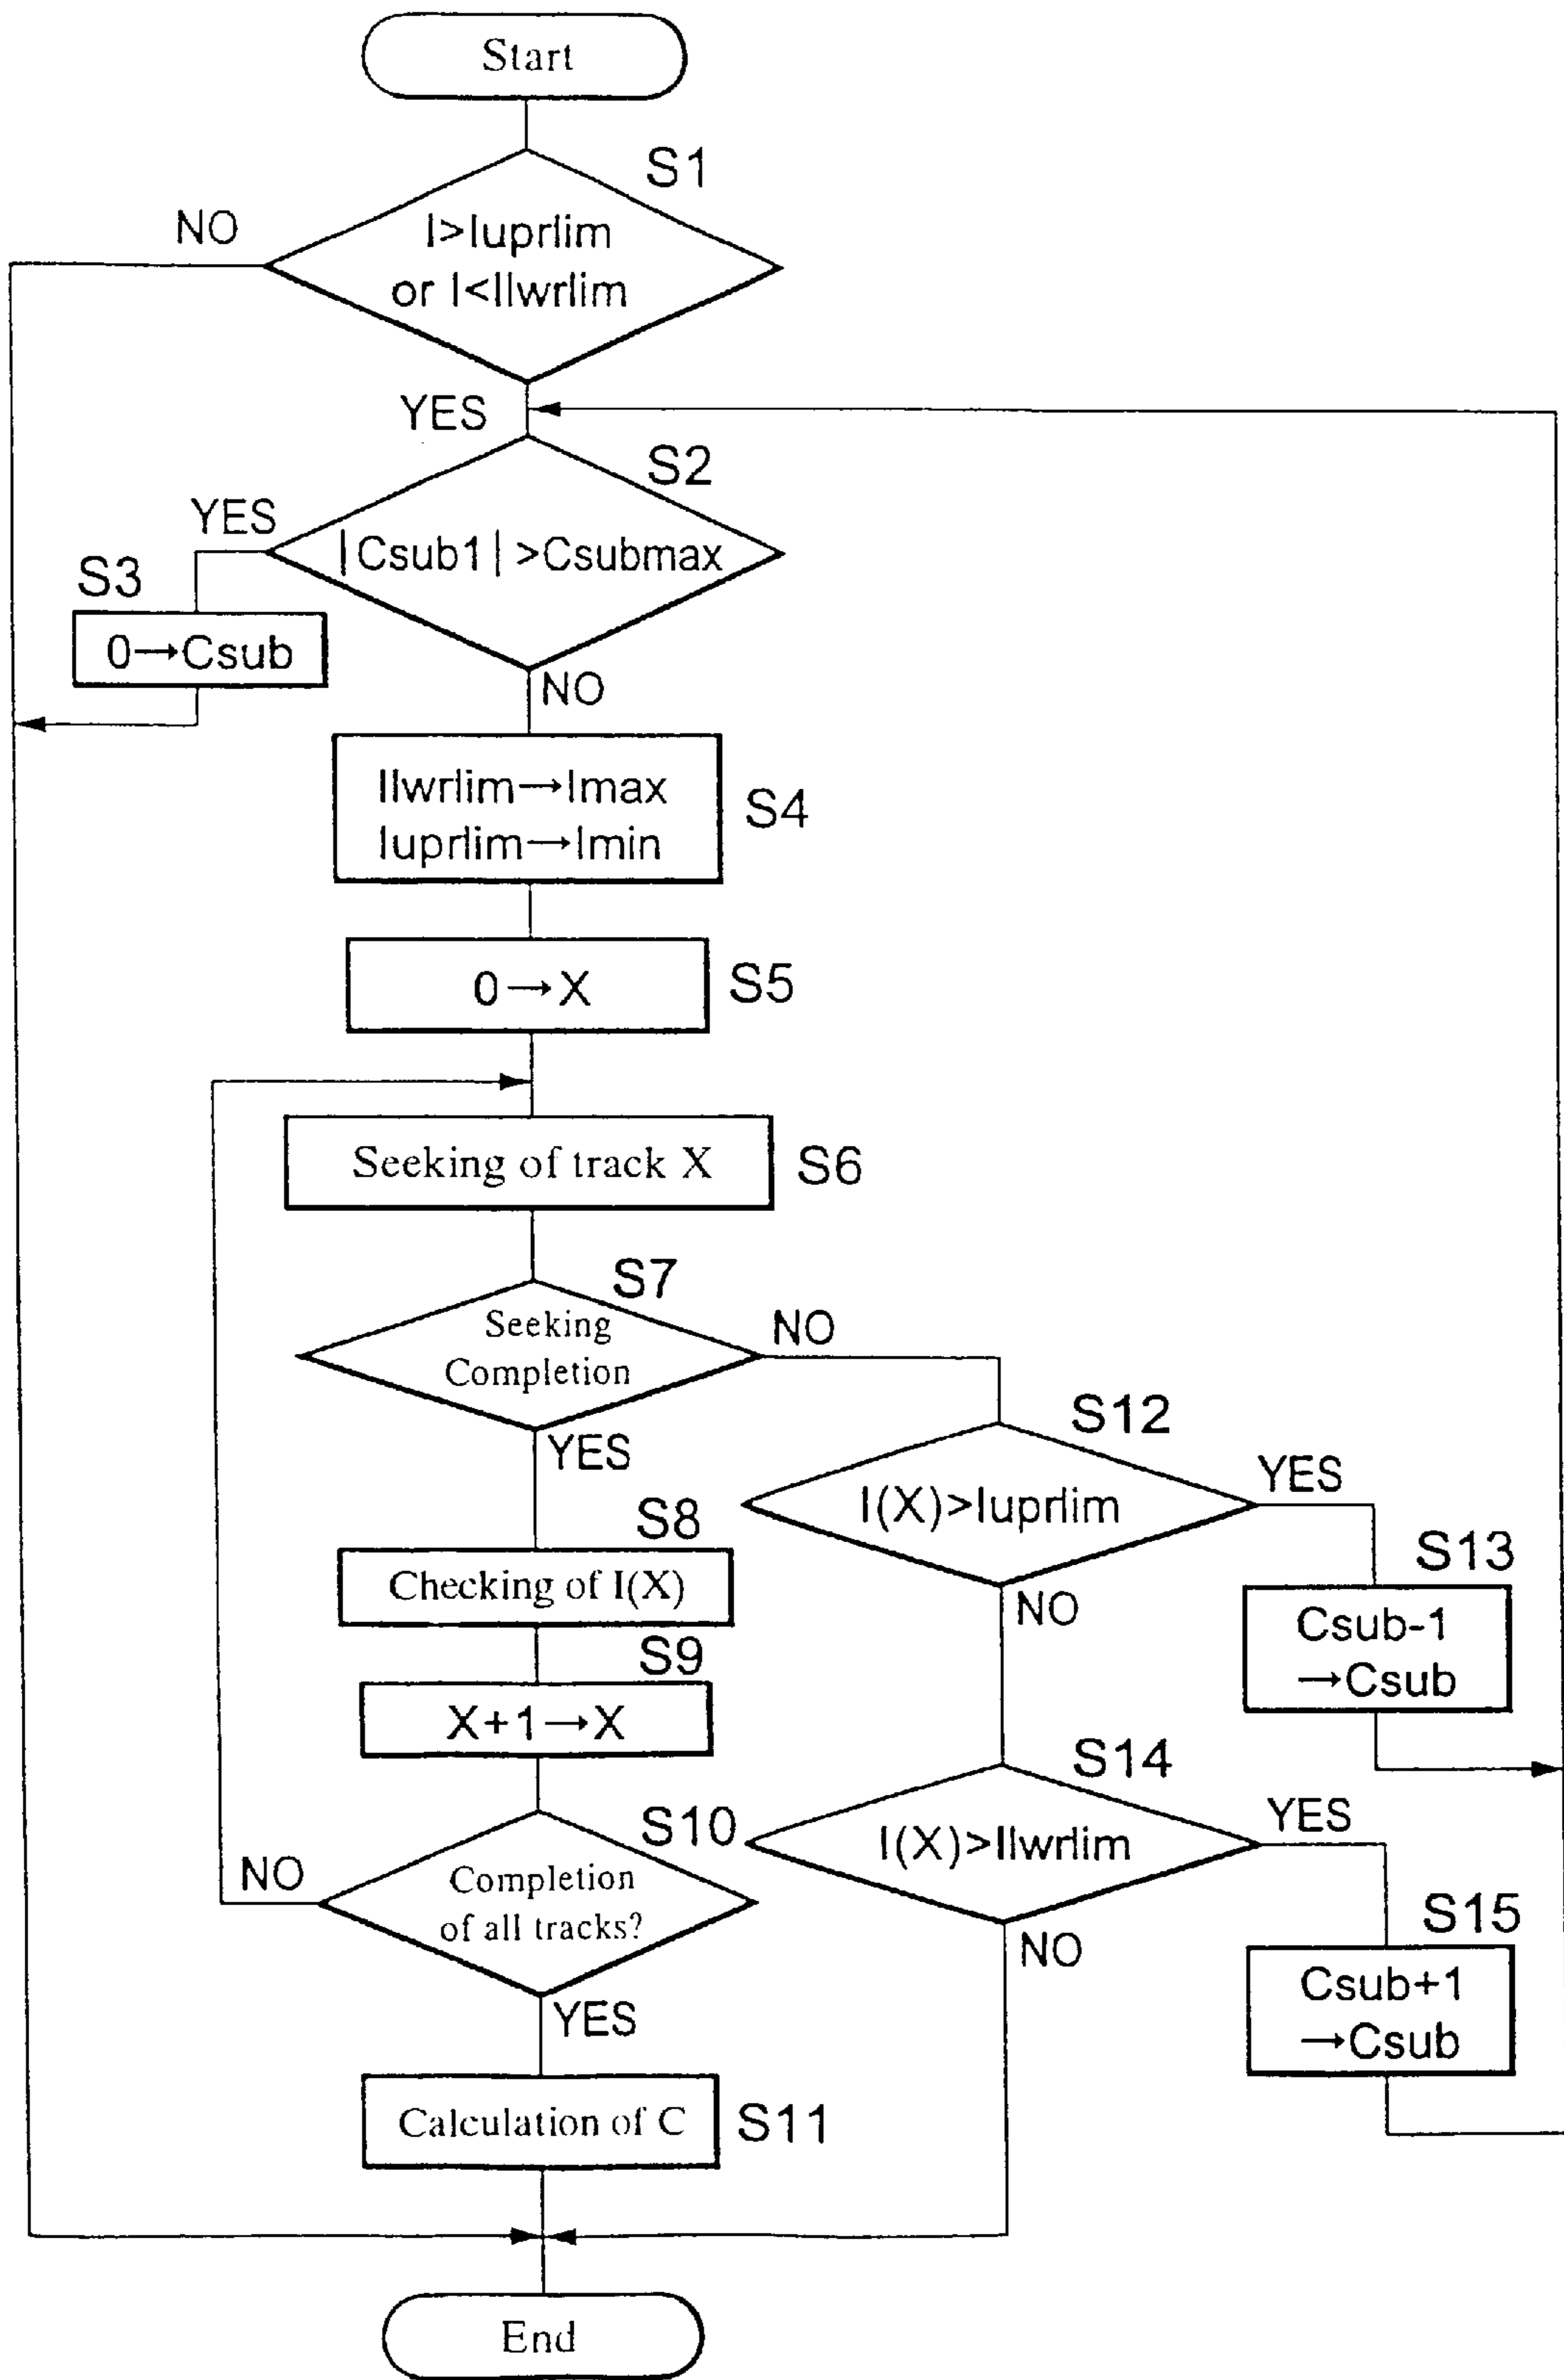 Start
S1
NO
I>Iuprlim
or I<Ilwrlim
YES
S2
YES
|Csub1|>Csubmax
S3
0→Csub
NO
Ilwrlim→Imax
Iuprlim→Imin
S4
0→X
S5
Seeking of track X
S6
S7
Seeking
Completion
NO
YES
S12
I(X)>Iuprlim
YES
NO
S13
Csub-1
→Csub
S8
Checking of I(X)
S9
X+1→X
S10
Completion
of all tracks?
NO
YES
S14
I(X)>Ilwrlim
YES
NO
S15
Csub+1
→Csub
Calculation of C
S11
End